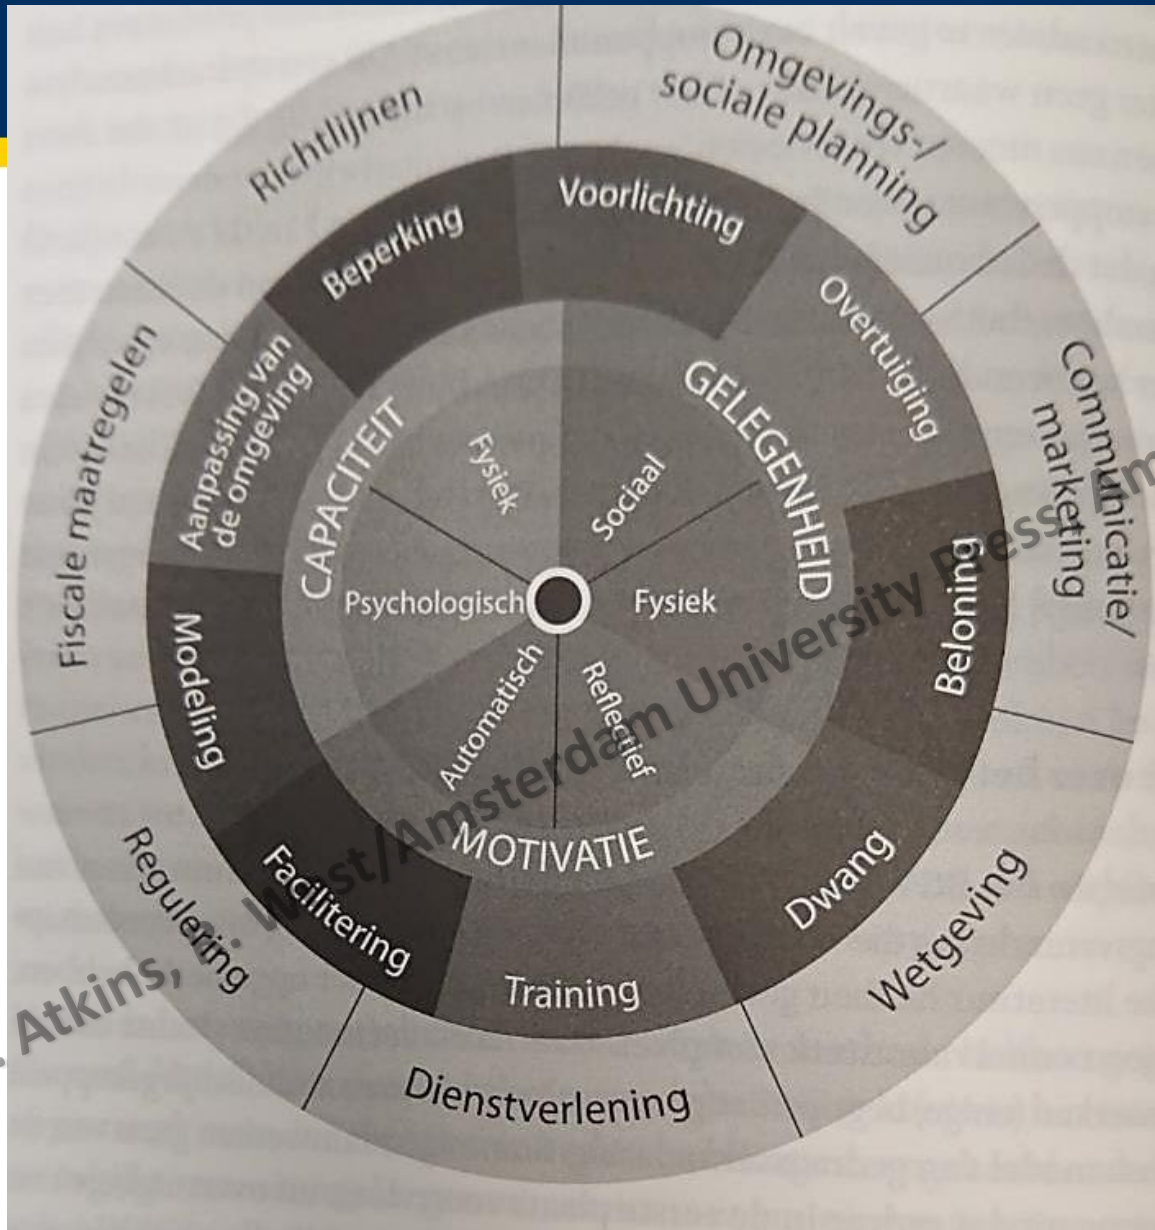 Omgevings-/
sociale planning
Richtlijnen
Communicatie/
marketing
Fiscale maatregelen
Wetgeving
Regulering
Dienstverlening
Beperking
Voorlichting
Overtuiging
Aanpassing van
de omgeving
Beloning
Modeling
Dwang
Facilitering
Training
CAPACITEIT
GELEGENHEID
MOTIVATIE
Fysiek
Sociaal
Psychologisch
Fysiek
Automatisch
Reflectief
Atkins, . West/Amsterdam University Press, Am